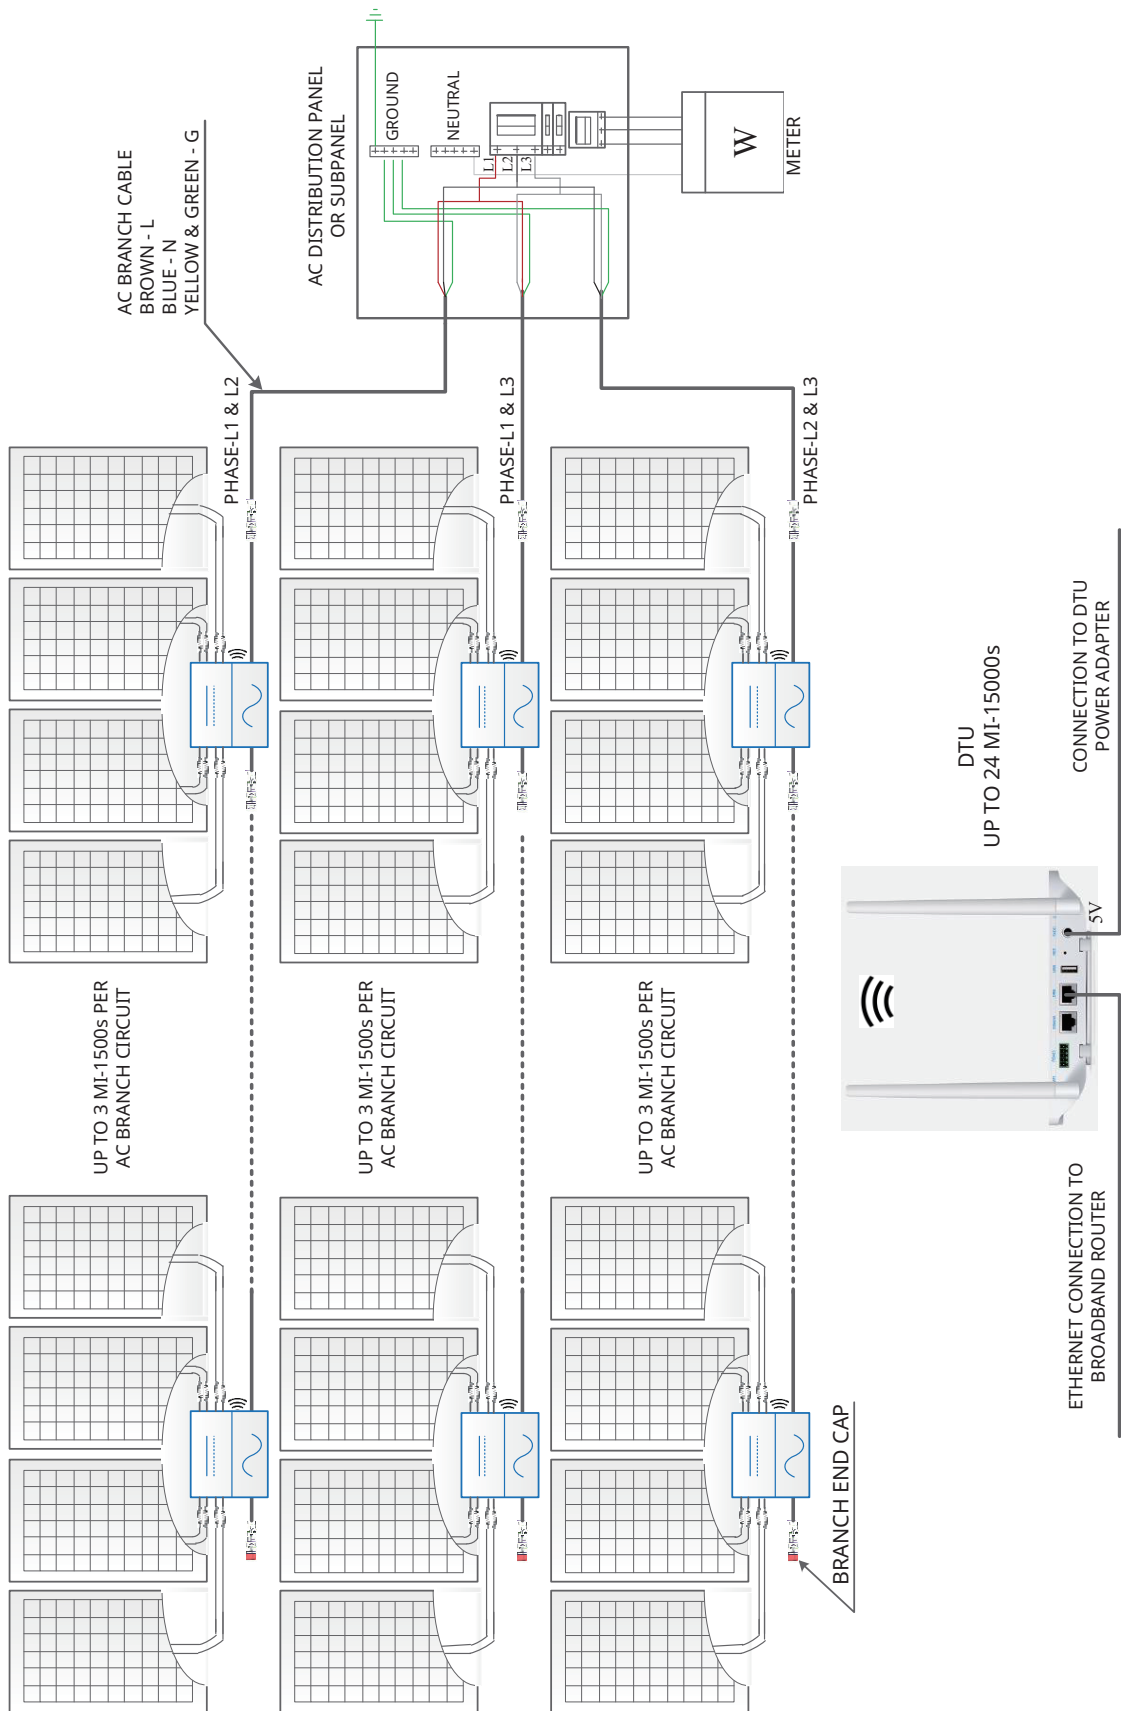 AC BRANCH CABLE
BROWN - L
BLUE - N
YELLOW & GREEN - G
AC DISTRIBUTION PANEL
OR SUBPANEL
GROUND
NEUTRAL
L1
L2
L3
W
METER
PHASE-L1 & L2
PHASE-L1 & L3
PHASE-L2 & L3
UP TO 3 MI-1500s PER
AC BRANCH CIRCUIT
UP TO 3 MI-1500s PER
AC BRANCH CIRCUIT
UP TO 3 MI-1500s PER
AC BRANCH CIRCUIT
BRANCH END CAP
DTU
UP TO 24 MI-15000s
CONNECTION TO DTU
POWER ADAPTER
5V
ETHERNET CONNECTION TO
BROADBAND ROUTER